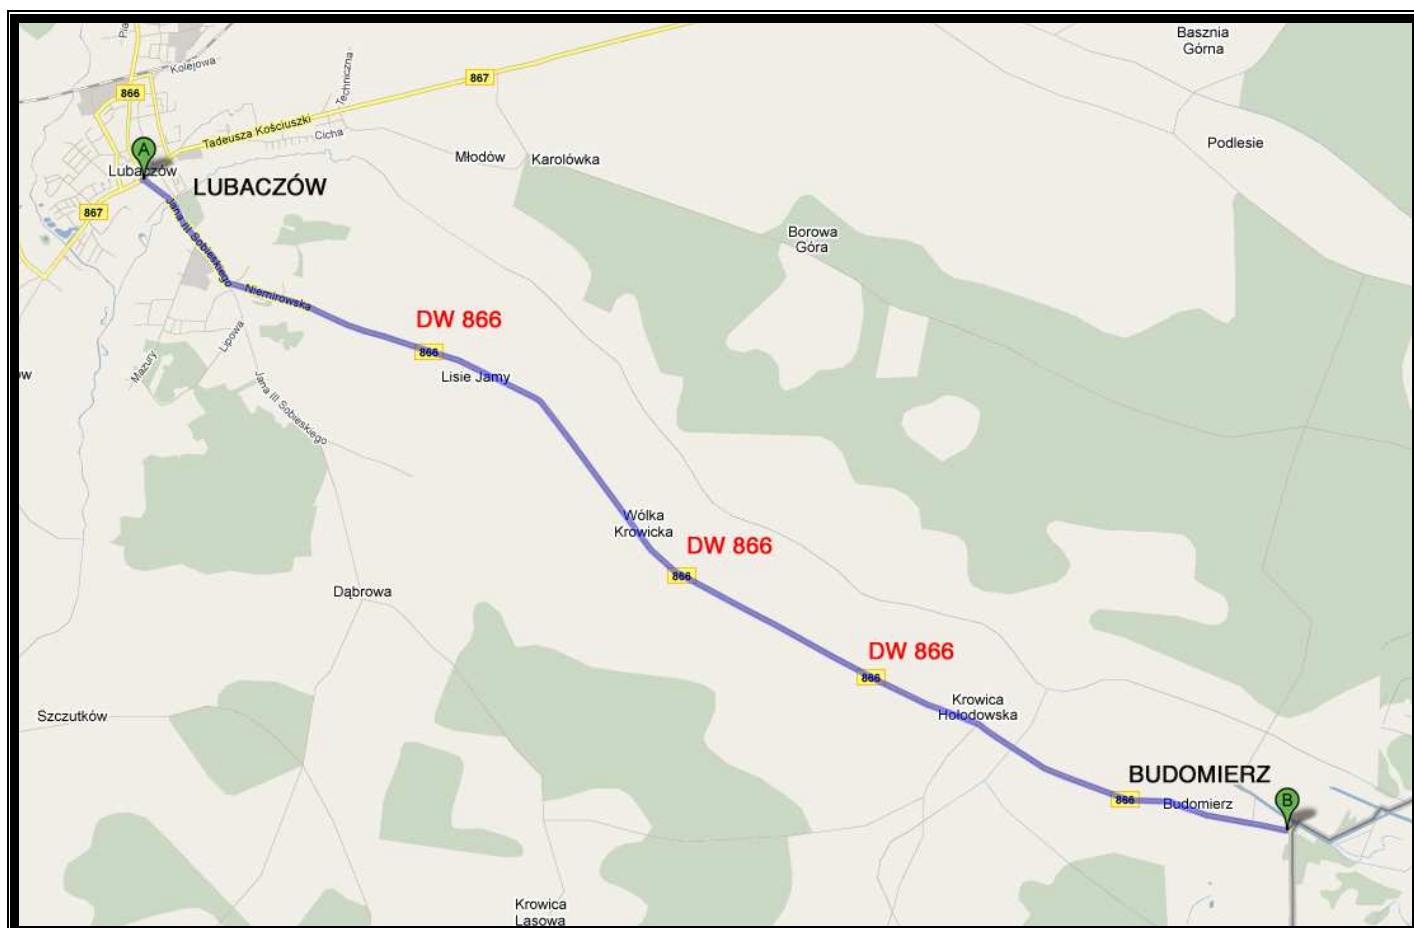 Basznia
Górna
Pia
Kolejowa
Techniczna
867
866
Tadeusza Kościuszki
Cicha
Podlesie
A
Młodów
Karolówka
Lubaczów
LUBACZÓW
867
Jana III Sobieskiego
Borowa
Góra
Niemirowska
DW 866
Lipowa
866
Mazury
ow
Lisie Jamy
Jana III Sobieskiego
Wólka
Krowicka
DW 866
866
Dąbrowa
DW 866
866
Krowica
Hołodowska
Szczutków
BUDOMIERZ
866
Budomierz
B
Krowica
Lasowa